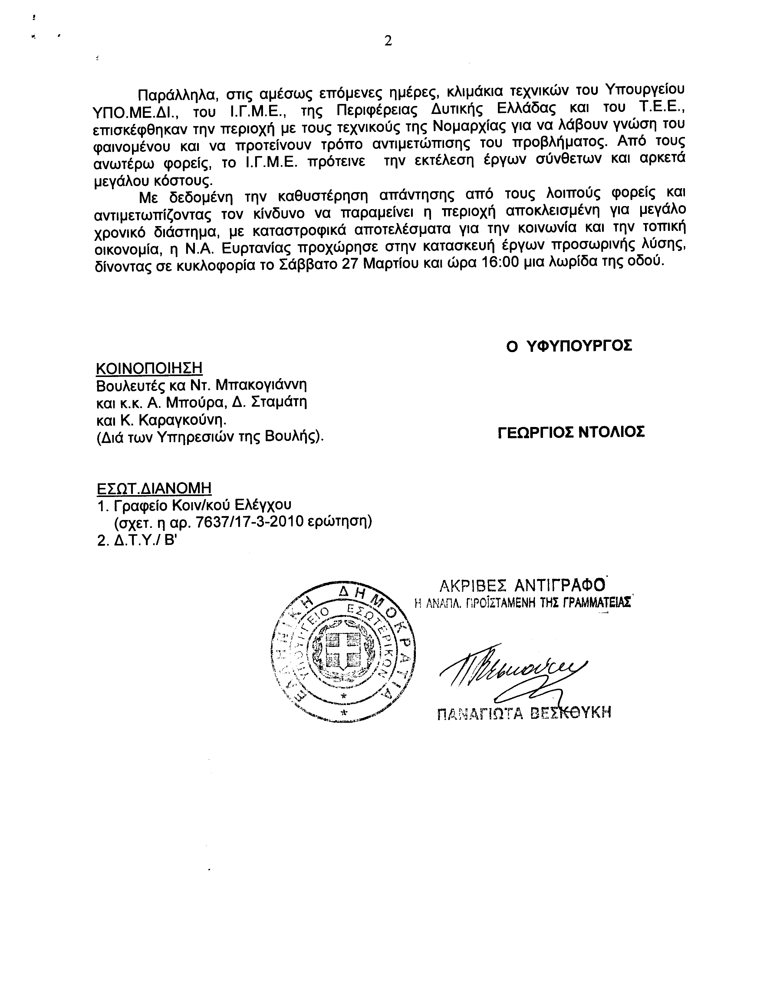 2
Παράλληλα, στις αμέσως επόμενες ημέρες, κλιμάκια τεχνικών του Υπουργείου
ΥΠΟ.ΜΕ.ΔΙ., του Ι.Γ.Μ.Ε., της Περιφέρειας Δυτικής Ελλάδας και του Τ.Ε.Ε.,
επισκέφθηκαν την περιοχή με τους τεχνικούς της Νομαρχίας για να λάβουν γνώση του
φαινομένου και να προτείνουν τρόπο αντιμετώπισης του προβλήματος. Από τους
ανωτέρω φορείς, το Ι.Γ.Μ.Ε. πρότεινε την εκτέλεση έργων σύνθετων και αρκετά
μεγάλου κόστους.
Με δεδομένη την καθυστέρηση απάντησης από τους λοιπούς φορείς και
αντιμετωπίζοντας τον κίνδυνο να παραμείνει η περιοχή αποκλεισμένη για μεγάλο
χρονικό διάστημα, με καταστροφικά αποτελέσματα για την κοινωνία και την τοπική
οικονομία, η Ν.Α. Ευρτανίας προχώρησε στην κατασκευή έργων προσωρινής λύσης,
δίνοντας σε κυκλοφορία το Σάββατο 27 Μαρτίου και ώρα 16:00 μια λωρίδα της οδού.
Ο ΥΦΥΠΟΥΡΓΟΣ
ΚΟΙΝΟΠΟΙΗΣΗ
Βουλευτές κα Ντ. Μπακογιάννη
και κ.κ. Α. Μπούρα, Δ. Σταμάτη
και Κ. Καραγκούνη.
(Διά των Υπηρεσιών της Βουλής).
ΓΕΩΡΓΙΟΣ ΝΤΟΛΙΟΣ
ΕΣΩΤ.ΔΙΑΝΟΜΗ
1. Γραφείο Κοιν/κού Ελέγχου
(σχετ. η αρ. 7637/17-3-2010 ερώτηση)
2. Δ.Τ.Υ./ Β'
ΑΚΡΙΒΕΣ ΑΝΤΙΓΡΑΦΟ
Η ΑΝΑΠΛ. ΠΡΟΪΣΤΑΜΕΝΗ ΤΗΣ ΓΡΑΜΜΑΤΕΙΑΣ
ΕΛΛΗΝΙΚΗ ΔΗΜΟΚΡΑΤΙΑ
ΥΠΟΥΡΓΕΙΟ ΕΣΩΤΕΡΙΚΩΝ
ΠΑΝΑΓΙΩΤΑ ΒΕΣΚΟΥΚΗ